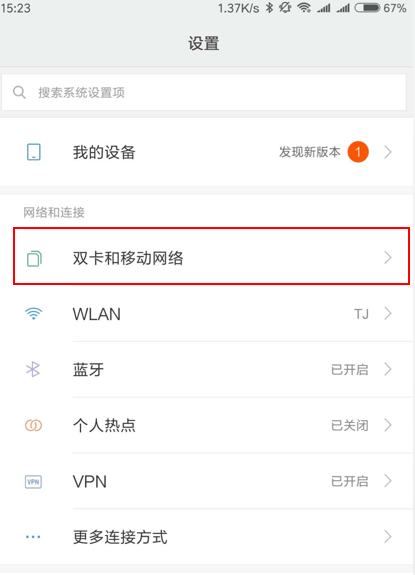 15:23 1.37K/s 67%
设置
搜索系统设置项
我的设备 发现新版本 1
网络和连接
双卡和移动网络
WLAN TJ
蓝牙 已开启
个人热点 已关闭
VPN VPN 已开启
更多连接方式